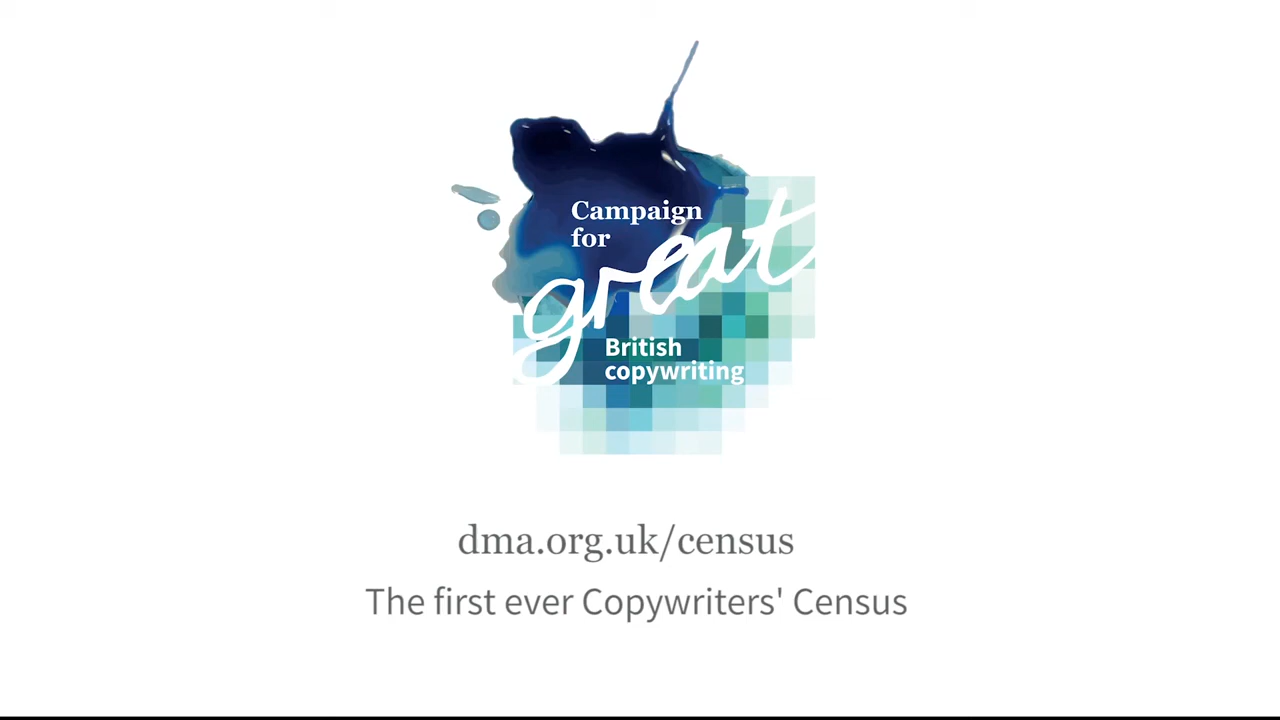 Campaign
for
great
British
copywriting
dma.org.uk/census
The first ever Copywriters' Census